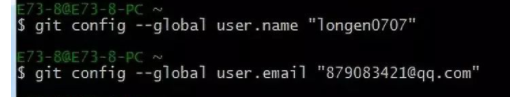 E73-8@E73-8-PC ~
$ git config --global user.name "longen0707"
E73-8@E73-8-PC ~
$ git config --global user.email "879083421@qq.com"